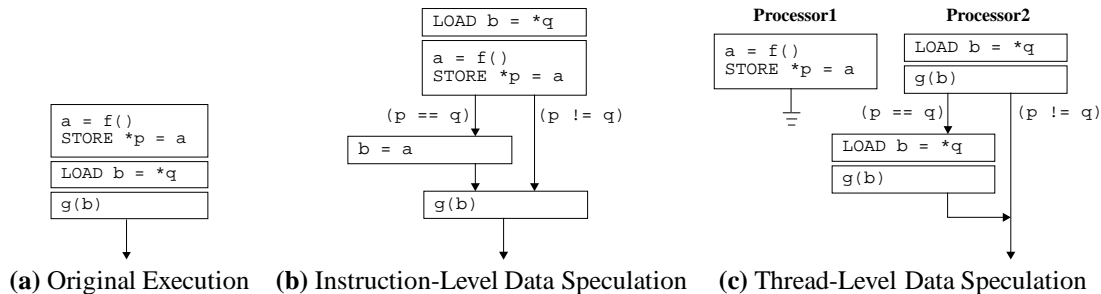 a = f()
STORE *p = a
LOAD b = *q
g(b)
(a) Original Execution
LOAD b = *q
a = f()
STORE *p = a
(p == q)
(p != q)
b = a
g(b)
(b) Instruction-Level Data Speculation
Processor1
Processor2
a = f()
STORE *p = a
LOAD b = *q
g(b)
(p == q)
(p != q)
LOAD b = *q
g(b)
(c) Thread-Level Data Speculation